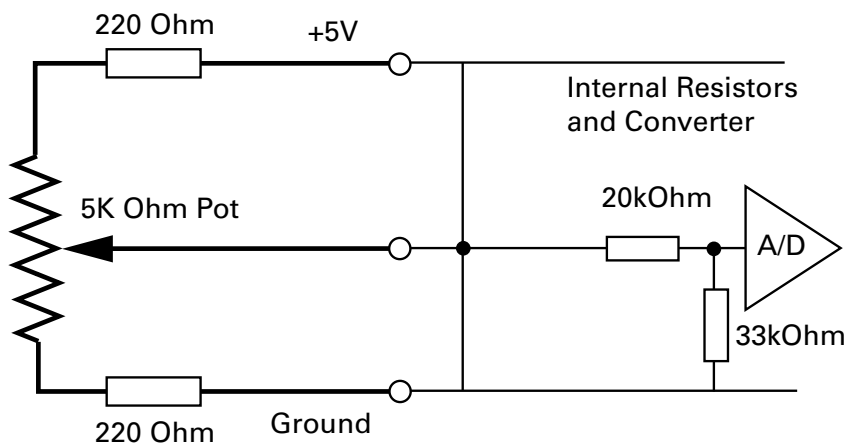 220 Ohm
+5V
Internal Resistors
and Converter
5K Ohm Pot
20kOhm
A/D
33kOhm
Ground
220 Ohm